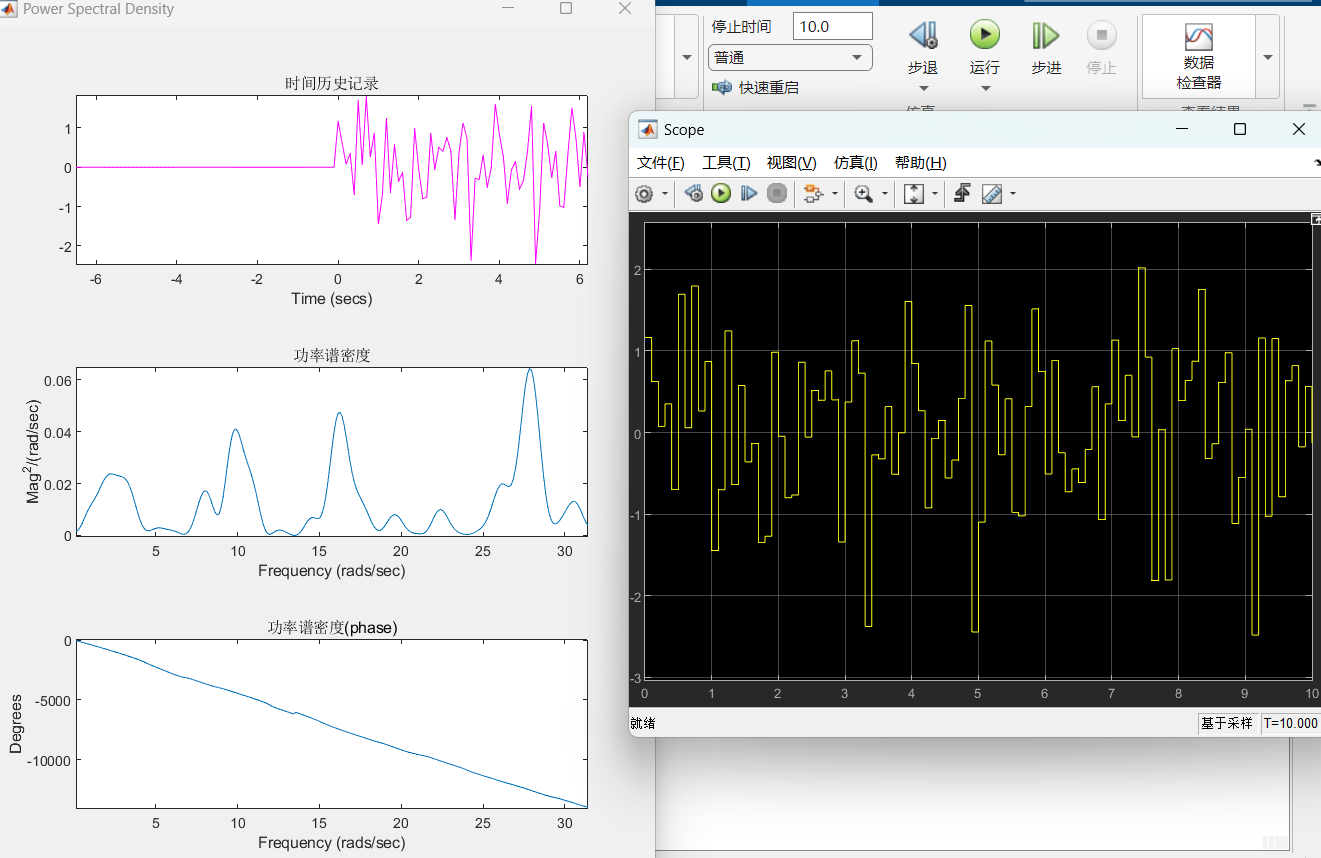 Power Spectral Density
时间历史记录
1
0
-1
-2
-6 -4 -2 0 2 4 6
Time (secs)
功率谱密度
Mag²/(rad/sec)
0.06
0.04
0.02
0
5 10 15 20 25 30
Frequency (rads/sec)
功率谱密度(phase)
Degrees
0
-5000
-10000
5 10 15 20 25 30
Frequency (rads/sec)
停止时间 10.0
普通
快速重启
步退 运行 步进 停止
仿真
数据
检查器
查看结果
Scope
文件(F) 工具(T) 视图(V) 仿真(I) 帮助(H)
2
1
0
-1
-2
-3
0 1 2 3 4 5 6 7 8 9 10
就绪 基于采样 T=10.000